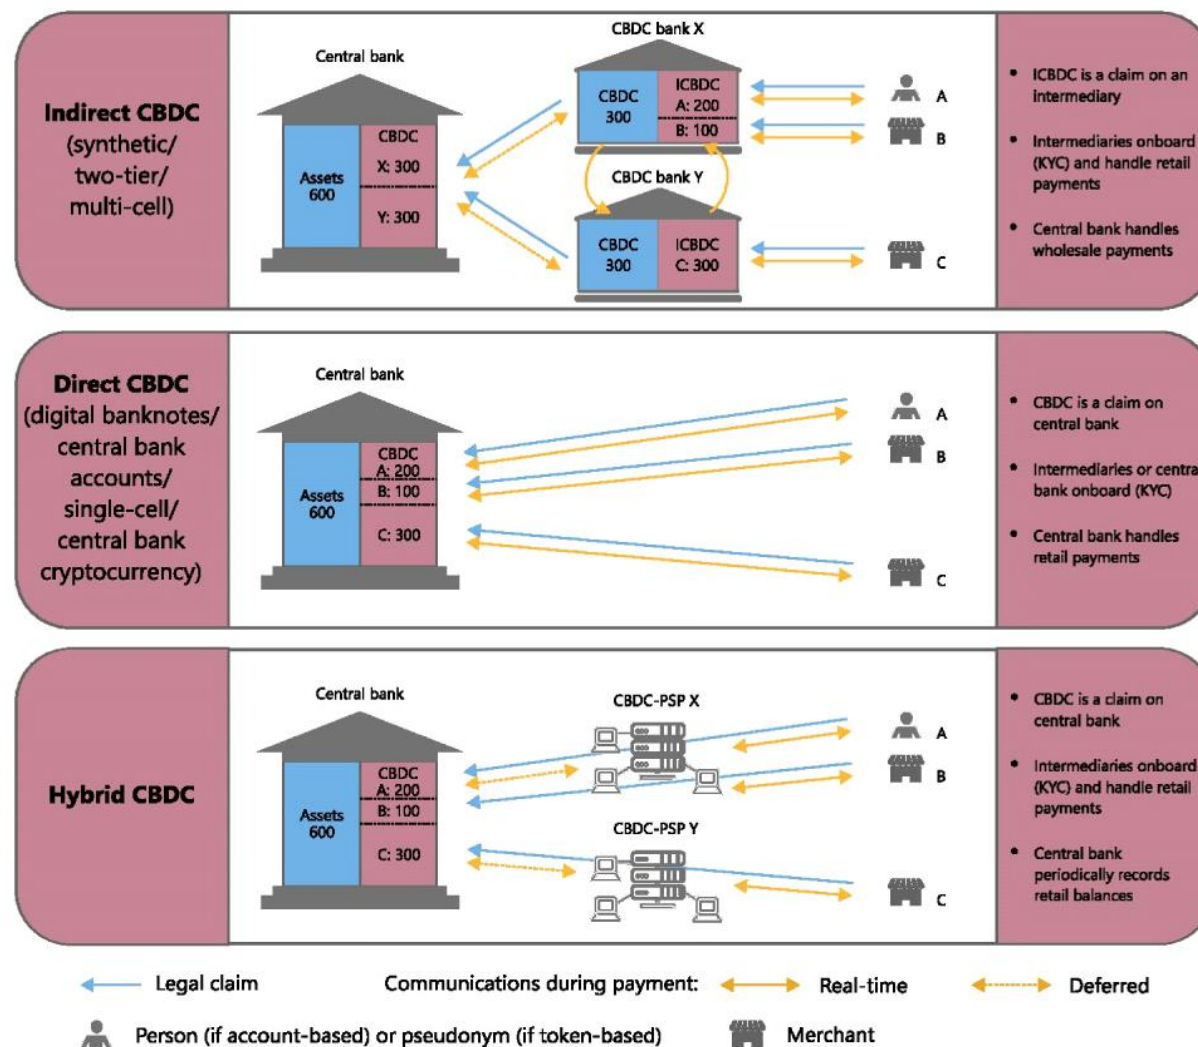 Indirect CBDC
(synthetic/
two-tier/
multi-cell)
Central bank
Assets
600
CBDC
X: 300
Y: 300
CBDC bank X
CBDC
300
ICBDC
A: 200
B: 100
CBDC bank Y
CBDC
300
ICBDC
C: 300
A
B
C
• ICBDC is a claim on an
intermediary
• Intermediaries onboard
(KYC) and handle retail
payments
• Central bank handles
wholesale payments
Direct CBDC
(digital banknotes/
central bank
accounts/
single-cell/
central bank
cryptocurrency)
Central bank
Assets
600
CBDC
A: 200
B: 100
C: 300
A
B
C
• CBDC is a claim on
central bank
• Intermediaries or central
bank onboard (KYC)
• Central bank handles
retail payments
Hybrid CBDC
Central bank
Assets
600
CBDC
A: 200
B: 100
C: 300
CBDC-PSP X
CBDC-PSP Y
A
B
C
• CBDC is a claim on
central bank
• Intermediaries onboard
(KYC) and handle retail
payments
• Central bank
periodically records
retail balances
Legal claim
Communications during payment:
Real-time
Deferred
Person (if account-based) or pseudonym (if token-based)
Merchant